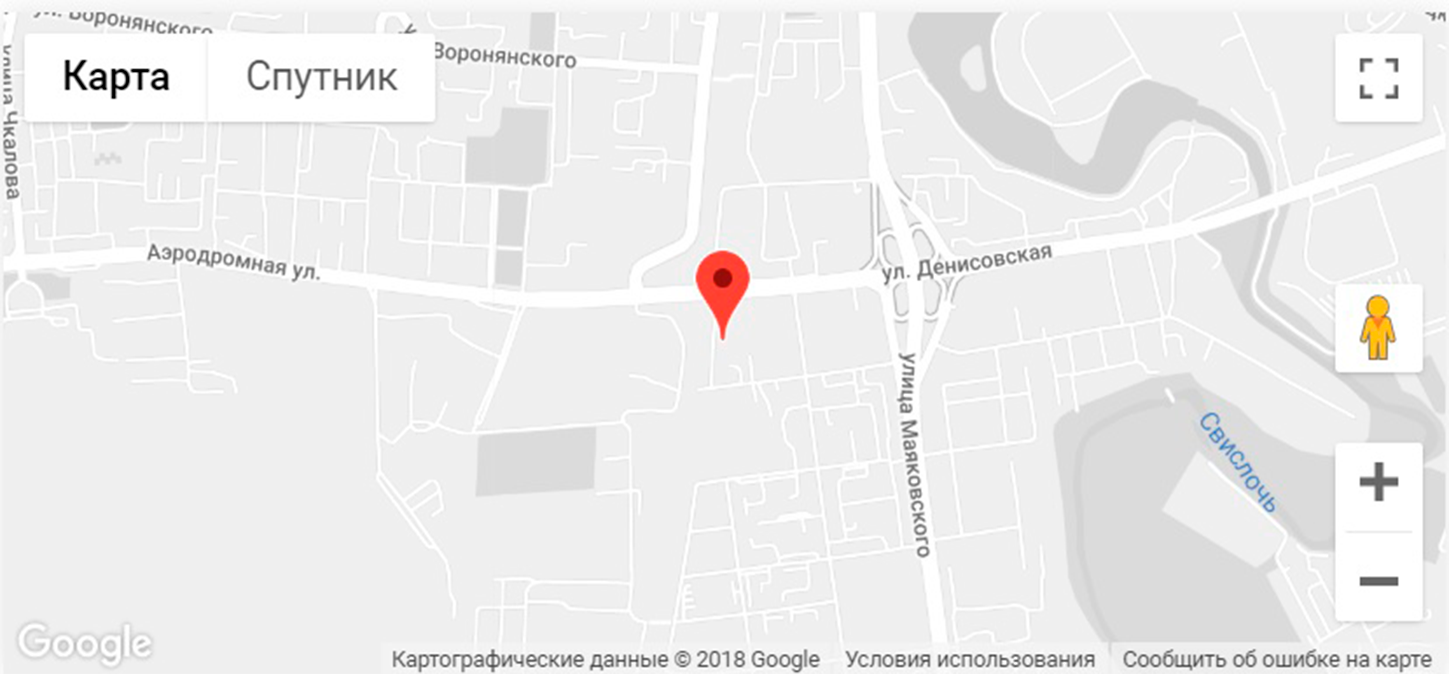 ул. Воронянского
Воронянского
Карта
Спутник
улица Чкалова
Аэродромная ул.
ул. Денисовская
улица Маяковского
Свислочь
Google
Картографические данные © 2018 Google
Условия использования
Сообщить об ошибке на карте